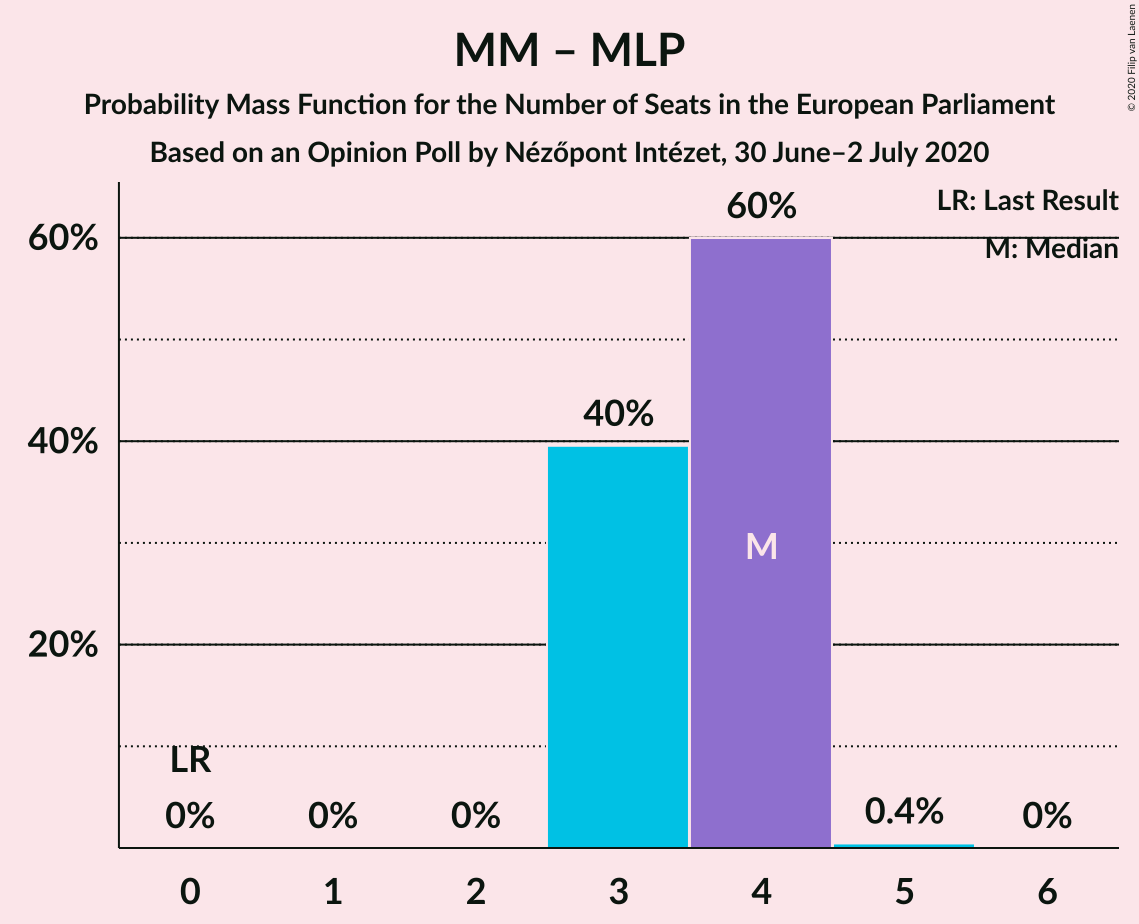 MM – MLP
Probability Mass Function for the Number of Seats in the European Parliament
Based on an Opinion Poll by Nézőpont Intézet, 30 June–2 July 2020
© 2020 Filip van Laenen
LR: Last Result
M: Median
60%
40%
20%
60%
40%
M
LR
0%
0%
0%
0.4%
0%
0
1
2
3
4
5
6